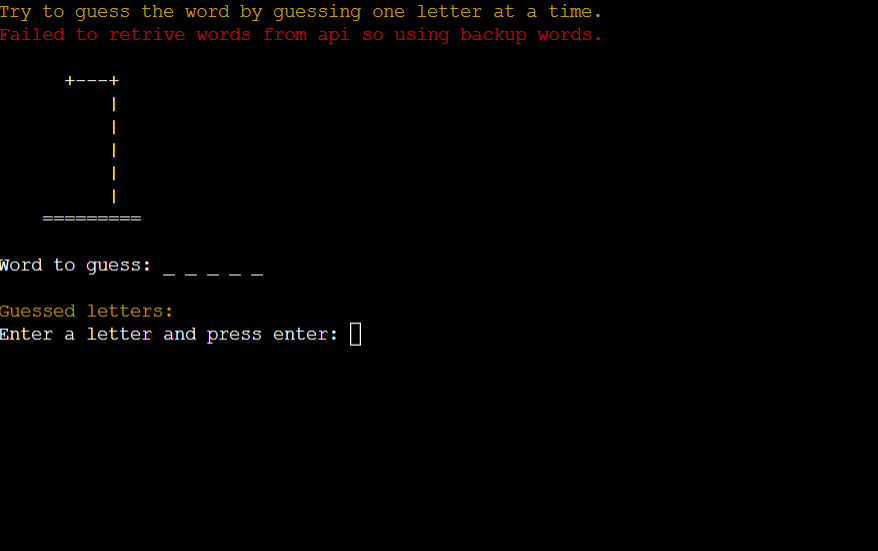 Try to guess the word by guessing one letter at a time.
Failed to retrive words from api so using backup words.
+---+
|
|
|
|
|
=========
Word to guess: _ _ _ _ _
Guessed letters:
Enter a letter and press enter: